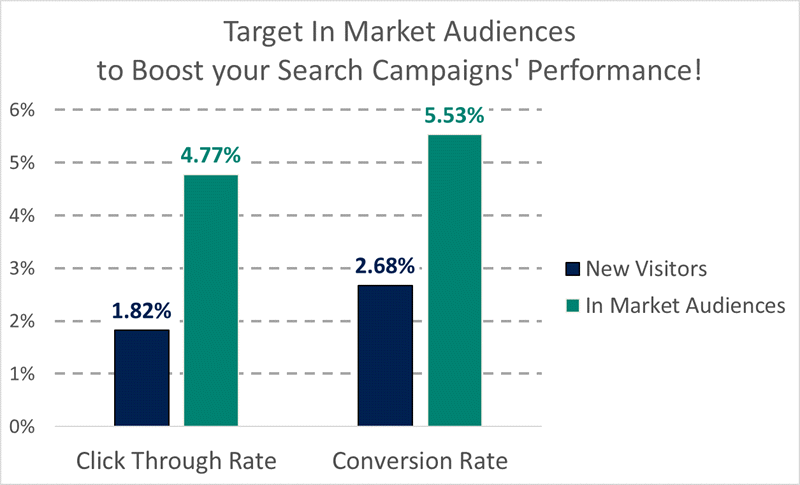 Target In Market Audiences
to Boost your Search Campaigns' Performance!
6%
5%
4%
3%
2%
1%
0%
1.82%
4.77%
2.68%
5.53%
Click Through Rate
Conversion Rate
New Visitors
In Market Audiences